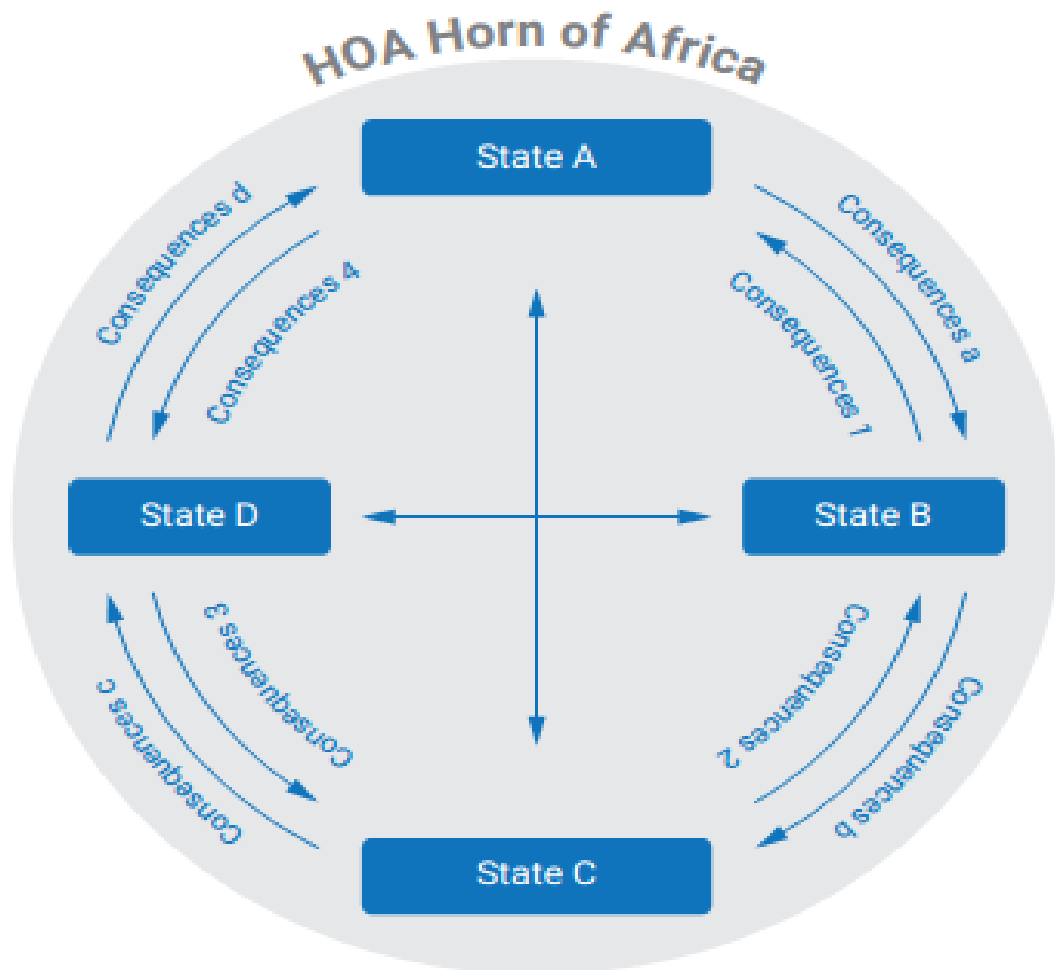 HOA Horn of Africa
State A
Consequences d
Consequences a
Consequences 4
Consequences 1
State D
State B
Consequences 3
Consequences 2
Consequences c
Consequences b
State C